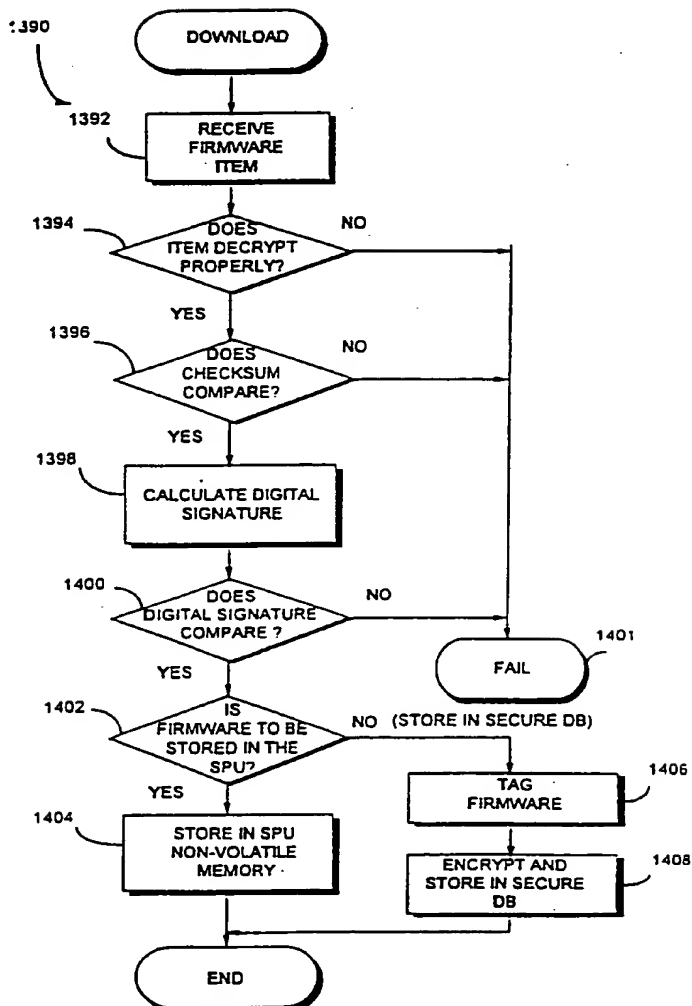 1390
DOWNLOAD
1392
RECEIVE
FIRMWARE
ITEM
1394
DOES
ITEM DECRYPT
PROPERLY?
NO
YES
1396
DOES
CHECKSUM
COMPARE?
NO
YES
1398
CALCULATE DIGITAL
SIGNATURE
1400
DOES
DIGITAL SIGNATURE
COMPARE ?
NO
YES
FAIL
1401
1402
IS
FIRMWARE TO BE
STORED IN THE
SPU?
NO (STORE IN SECURE DB)
YES
TAG
FIRMWARE
1406
1404
STORE IN SPU
NON-VOLATILE
MEMORY
ENCRYPT AND
STORE IN SECURE
DB
1408
END